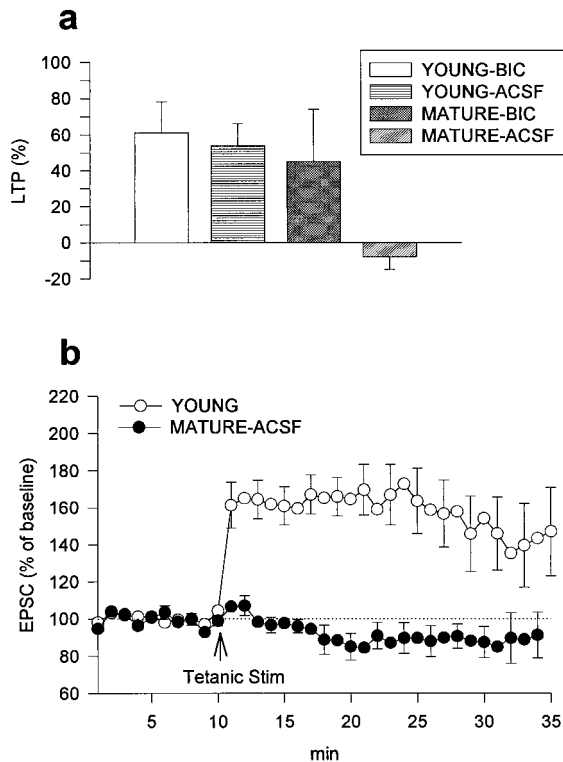 a
100
80
60
40
20
0
-20
LTP (%)
YOUNG-BIC
YOUNG-ACSF
MATURE-BIC
MATURE-ACSF
b
220
200
180
160
140
120
100
80
60
EPSC (% of baseline)
YOUNG
MATURE-ACSF
Tetanic Stim
5 10 15 20 25 30 35
min